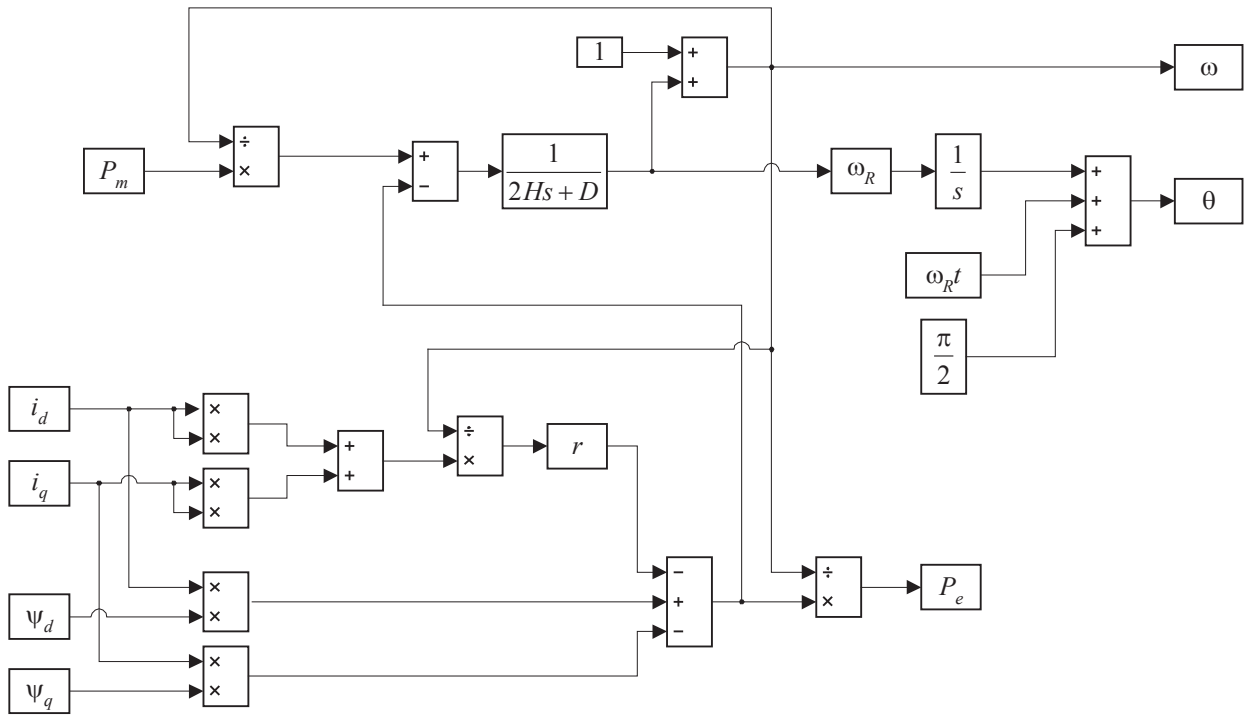 1
+
+
ω
÷
×
P_m
+
−
1
2Hs + D
ω_R
1
s
+
+
+
θ
ω_R t
π
2
i_d
×
×
+
+
÷
×
r
i_q
×
×
−
+
−
÷
×
P_e
ψ_d
×
×
ψ_q
×
×